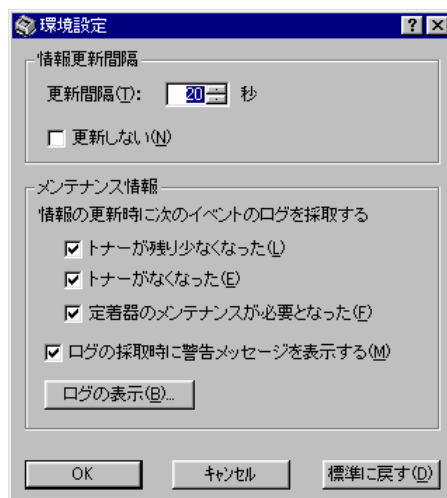 環境設定
情報更新間隔
更新間隔(T): 20 秒
更新しない(N)
メンテナンス情報
情報の更新時に次のイベントのログを採取する
トナーが残り少なくなった(L)
トナーがなくなった(E)
定着器のメンテナンスが必要となった(F)
ログの採取時に警告メッセージを表示する(M)
ログの表示(B)...
OK キャンセル 標準に戻す(D)